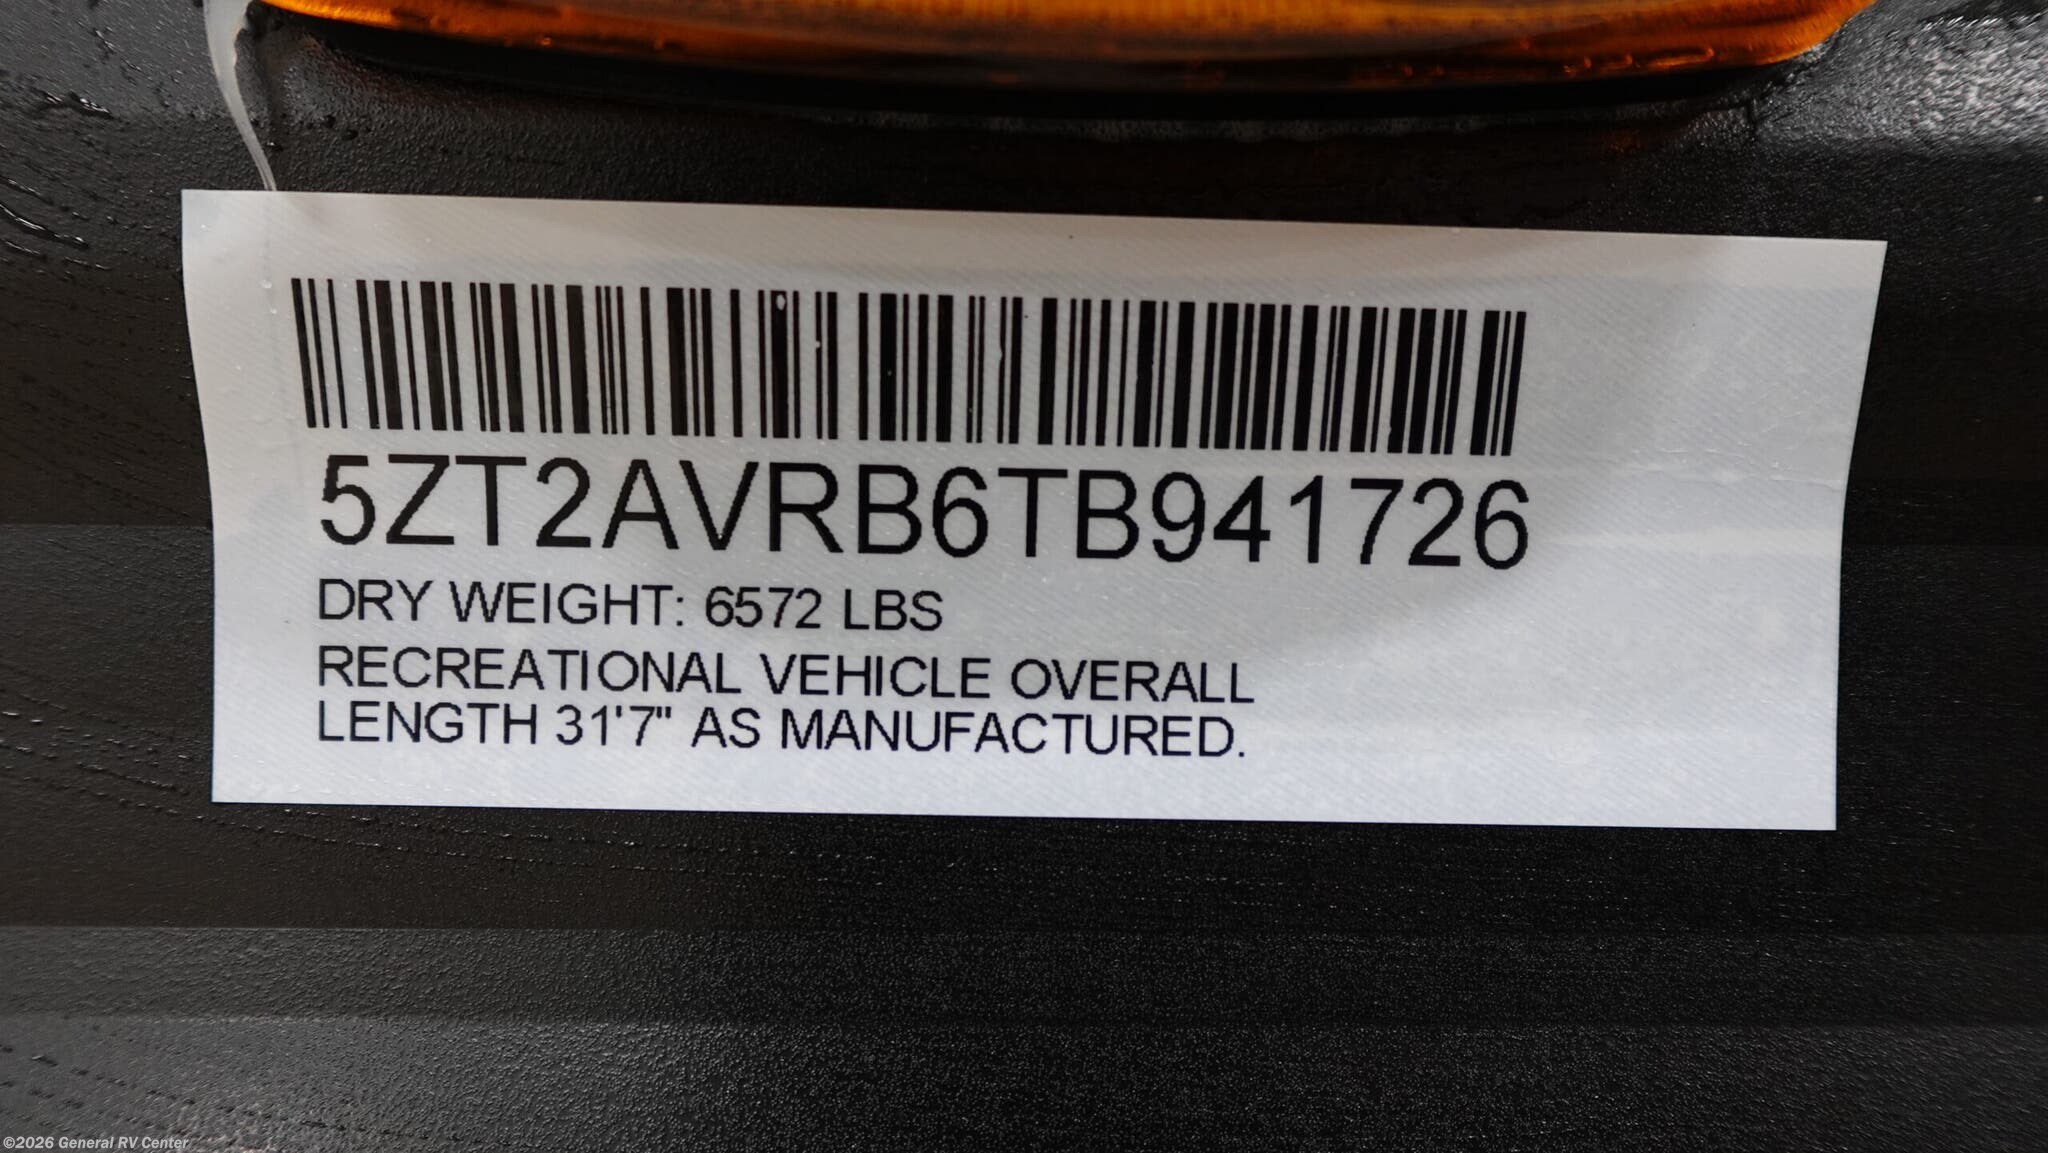 5ZT2AVRB6TB941726
DRY WEIGHT: 6572 LBS
RECREATIONAL VEHICLE OVERALL
LENGTH 31'7" AS MANUFACTURED.
©2026 General RV Center